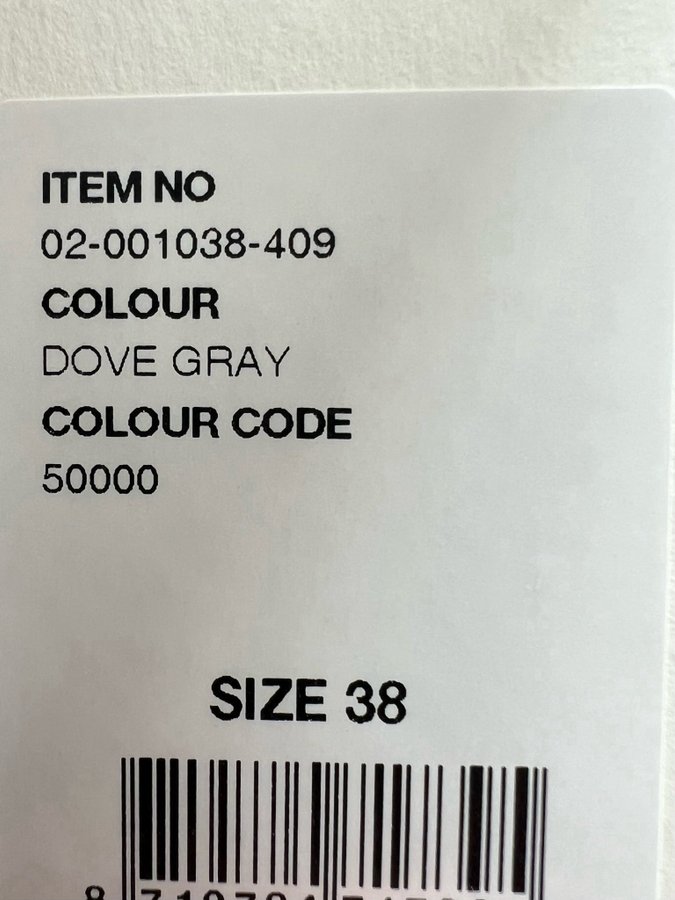 ITEM NO
02-001038-409
COLOUR
DOVE GRAY
COLOUR CODE
50000
SIZE 38